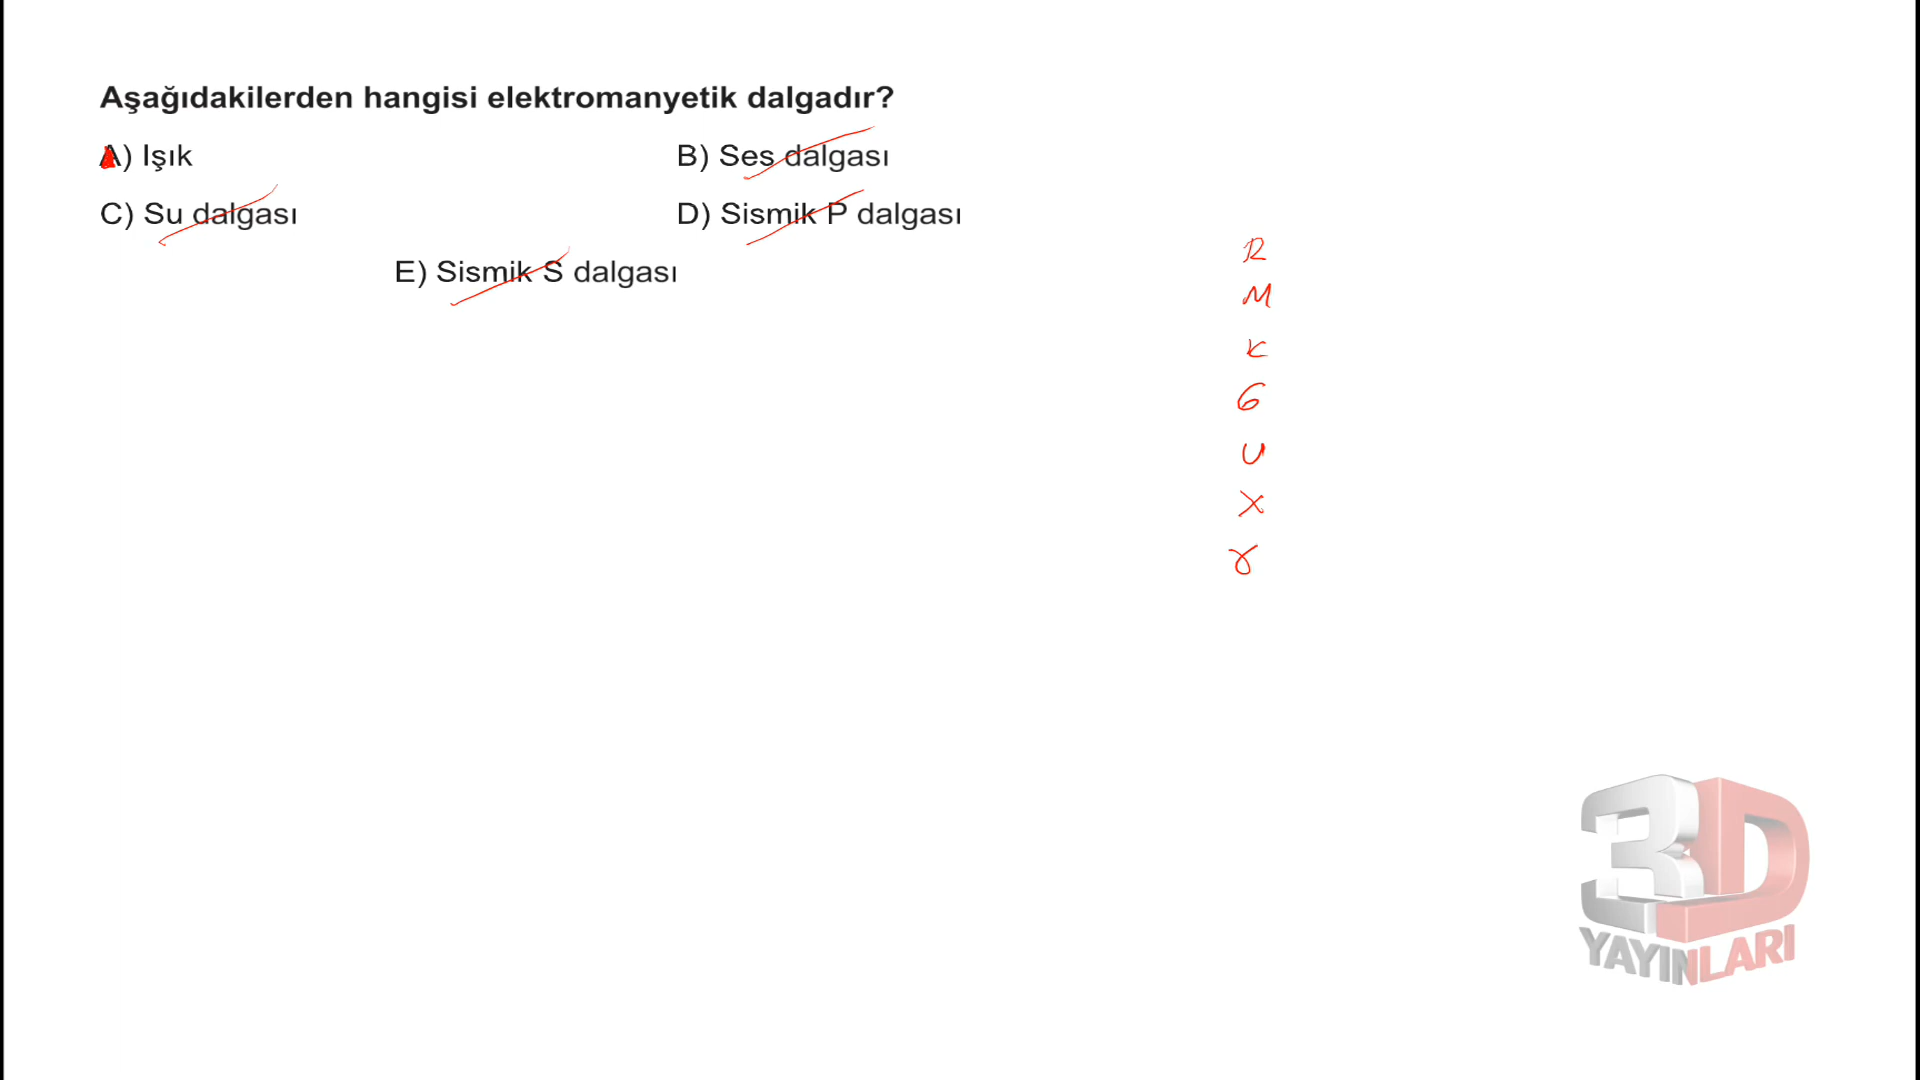 Aşağıdakilerden hangisi elektromanyetik dalgadır?
A) Işık B) Ses dalgası
C) Su dalgası D) Sismik P dalgası
E) Sismik S dalgası
R
M
K
G
U
X
γ
3D
YAYINLARI